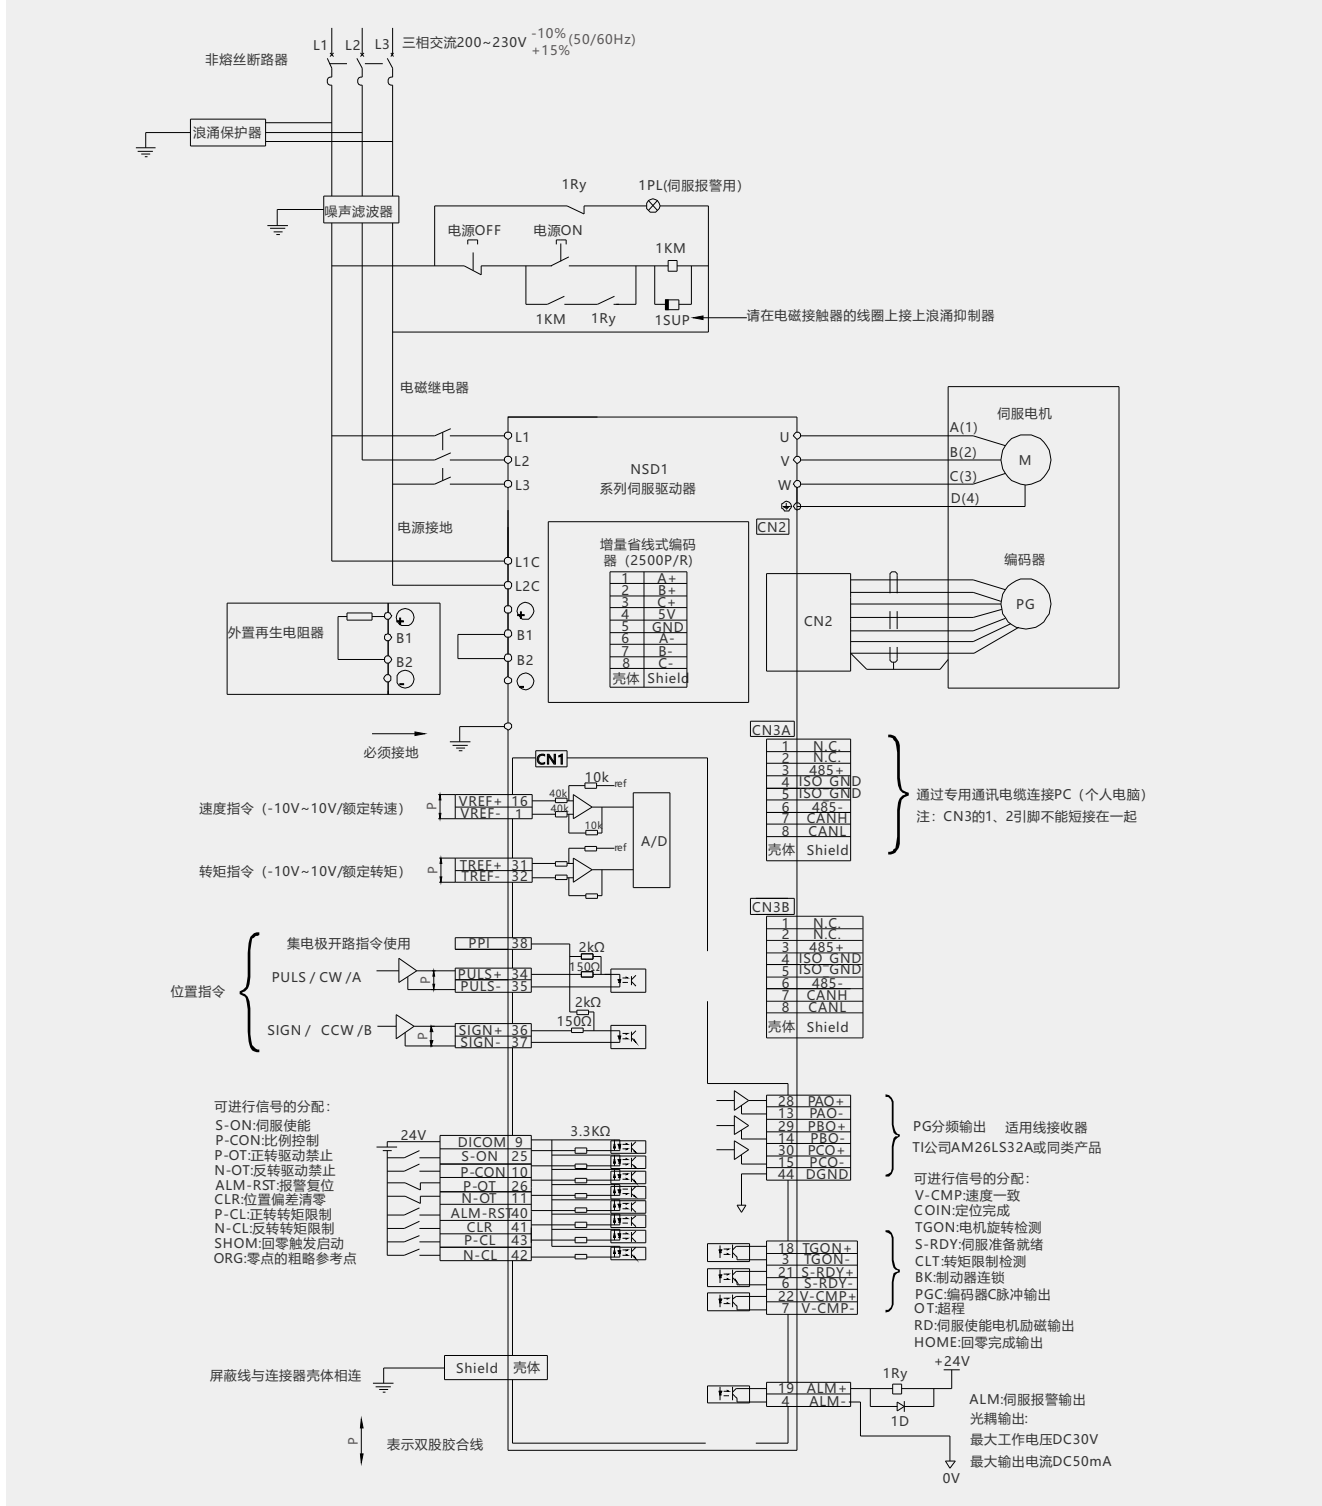 L1 L2 L3 三相交流200~230V -10% +15% (50/60Hz)
非熔丝断路器
浪涌保护器
噪声滤波器
1Ry 1PL(伺服报警用)
电源OFF 电源ON
1KM
1KM 1Ry 1SUP
请在电磁接触器的线圈上接上浪涌抑制器
电磁继电器
L1
L2
L3
NSD1
系列伺服驱动器
U
V
W
CN2
伺服电机
A(1)
B(2)
C(3)
D(4)
M
电源接地
L1C
L2C
增量省线式编码
器（2500P/R)
1 A+
2 B+
3 C+
4 5V
5 GND
6 A-
7 B-
8 C-
壳体 Shield
编码器
PG
CN2
外置再生电阻器
+
B1
B2
-
+
B1
B2
-
必须接地
CN1
速度指令（-10V~10V/额定转速）
P
VREF+ 16
VREF- 1
40k
40k
10k
ref
10k
A/D
转矩指令（-10V~10V/额定转矩）
P
TREF+ 31
TREF- 32
ref
位置指令
集电极开路指令使用
PPI 38
PULS / CW /A
P
PULS+ 34
PULS- 35
2kΩ
150Ω
SIGN / CCW /B
P
SIGN+ 36
SIGN- 37
2kΩ
150Ω
CN3A
1 N.C.
2 N.C.
3 485+
4 ISO GND
5 ISO GND
6 485-
7 CANH
8 CANL
壳体 Shield
通过专用通讯电缆连接PC（个人电脑）
注：CN3的1、2引脚不能短接在一起
CN3B
1 N.C.
2 N.C.
3 485+
4 ISO GND
5 ISO GND
6 485-
7 CANH
8 CANL
壳体 Shield
可进行信号的分配：
S-ON:伺服使能
P-CON:比例控制
P-OT:正转驱动禁止
N-OT:反转驱动禁止
ALM-RST:报警复位
CLR:位置偏差清零
P-CL:正转转矩限制
N-CL:反转转矩限制
SHOM:回零触发启动
ORG:零点的粗略参考点
24V
3.3KΩ
DICOM 9
S-ON 25
P-CON 10
P-OT 26
N-OT 11
ALM-RST 40
CLR 41
P-CL 43
N-CL 42
28 PAO+
13 PAO-
29 PBO+
14 PBO-
30 PCO+
15 PCO-
44 DGND
PG分频输出 适用线接收器
TI公司AM26LS32A或同类产品
18 TGON+
3 TGON-
21 S-RDY+
6 S-RDY-
22 V-CMP+
7 V-CMP-
可进行信号的分配：
V-CMP:速度一致
COIN:定位完成
TGON:电机旋转检测
S-RDY:伺服准备就绪
CLT:转矩限制检测
BK:制动器连锁
PGC:编码器C脉冲输出
OT:超程
RD:伺服使能电机励磁输出
HOME:回零完成输出
屏蔽线与连接器壳体相连
Shield 壳体
19 ALM+
4 ALM-
+24V
1Ry
1D
0V
ALM:伺服报警输出
光耦输出:
最大工作电压DC30V
最大输出电流DC50mA
P
表示双股胶合线